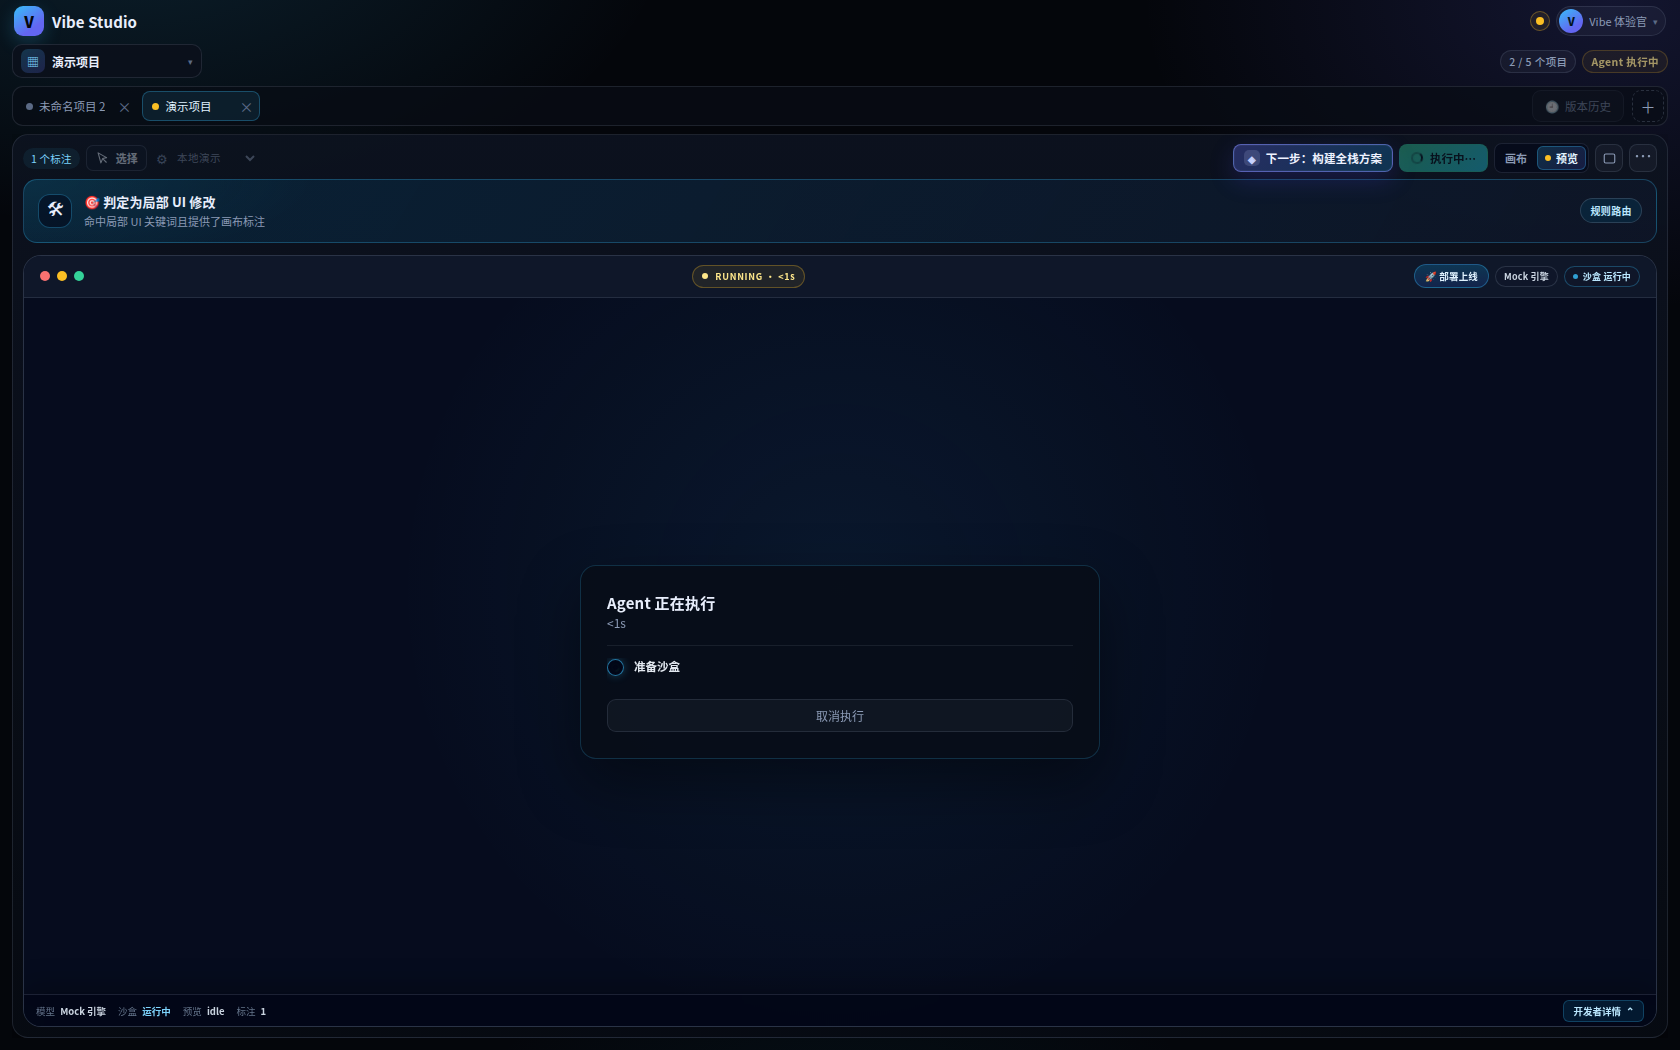 V Vibe Studio
V Vibe 体验官
演示项目
2 / 5 个项目
Agent 执行中
未命名项目 2
演示项目
版本历史
1 个标注
选择
本地演示
下一步：构建全栈方案
执行中…
画布
预览
🎯 判定为局部 UI 修改
命中局部 UI 关键词且提供了画布标注
规则路由
RUNNING · <1s
🚀 部署上线
Mock 引擎
沙盒 运行中
Agent 正在执行
<1s
准备沙盒
取消执行
模型 Mock 引擎 沙盒 运行中 预览 idle 标注 1
开发者详情